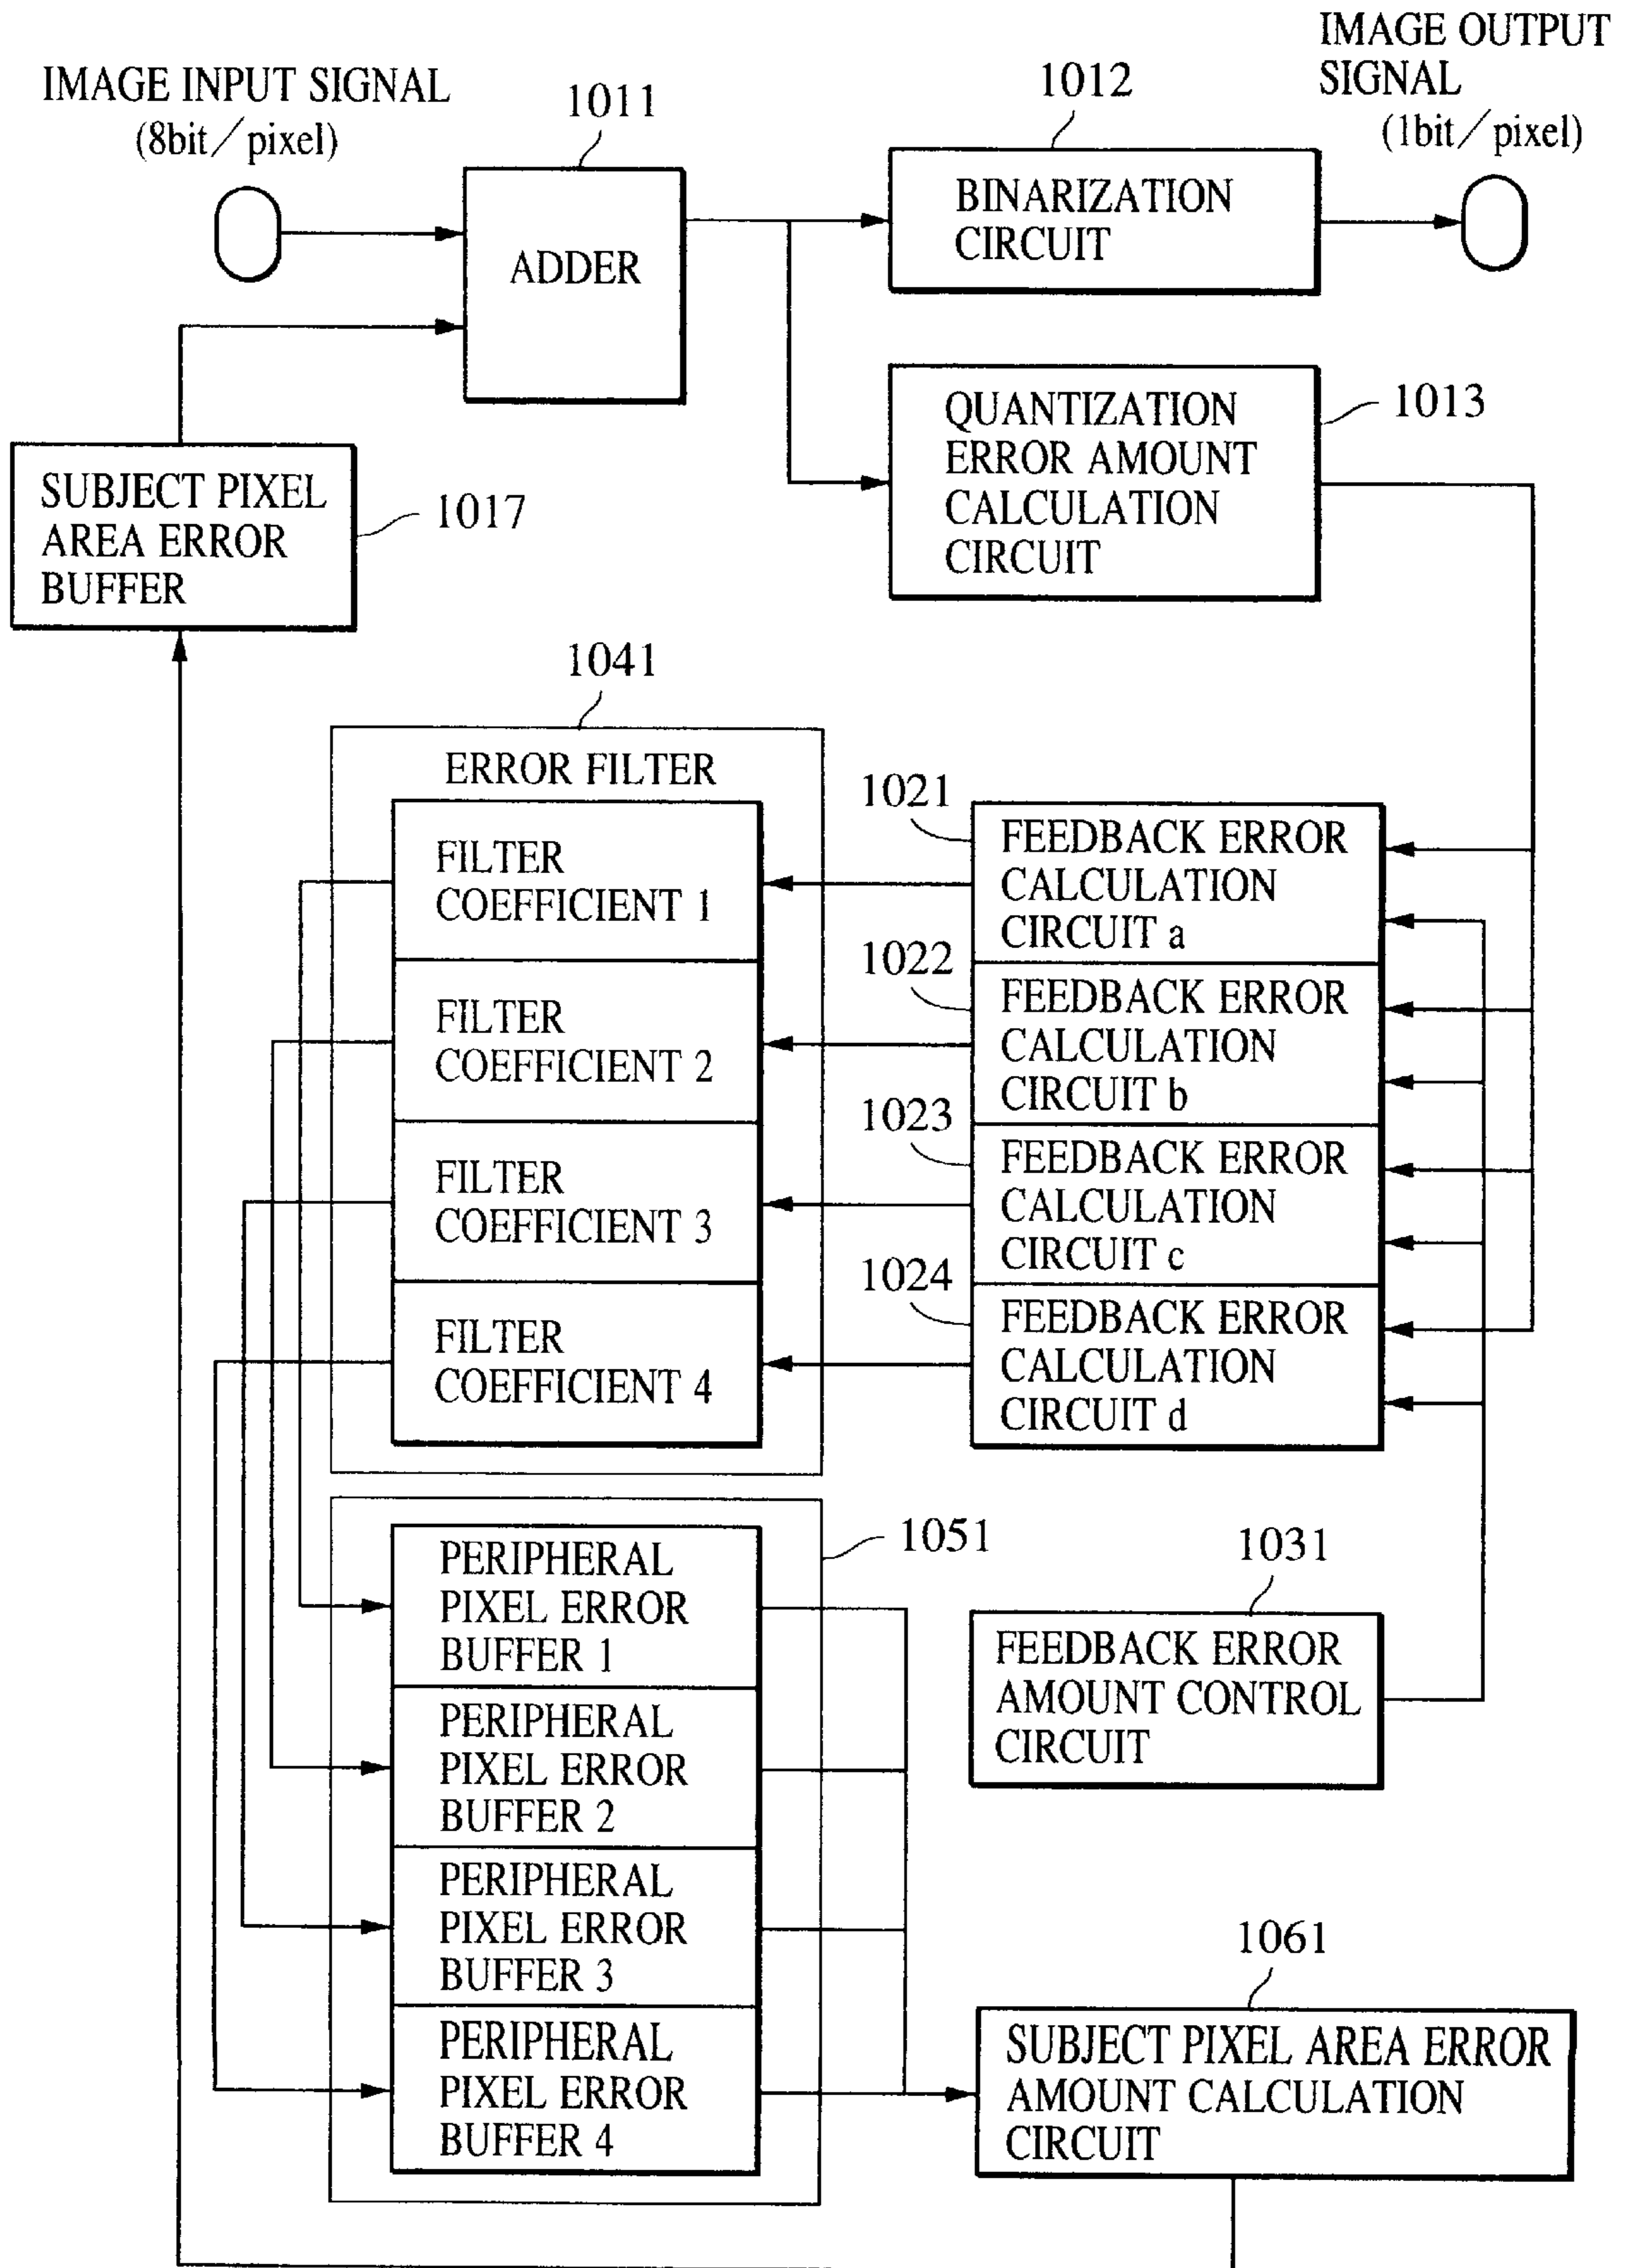 IMAGE INPUT SIGNAL
(8bit/pixel)
1011
1012
IMAGE OUTPUT
SIGNAL
(1bit/pixel)
ADDER
BINARIZATION
CIRCUIT
QUANTIZATION
ERROR AMOUNT
CALCULATION
CIRCUIT
1013
SUBJECT PIXEL
AREA ERROR
BUFFER
1017
1041
ERROR FILTER
FILTER
COEFFICIENT 1
FILTER
COEFFICIENT 2
FILTER
COEFFICIENT 3
FILTER
COEFFICIENT 4
1021
FEEDBACK ERROR
CALCULATION
CIRCUIT a
1022
FEEDBACK ERROR
CALCULATION
CIRCUIT b
1023
FEEDBACK ERROR
CALCULATION
CIRCUIT c
1024
FEEDBACK ERROR
CALCULATION
CIRCUIT d
1051
PERIPHERAL
PIXEL ERROR
BUFFER 1
PERIPHERAL
PIXEL ERROR
BUFFER 2
PERIPHERAL
PIXEL ERROR
BUFFER 3
PERIPHERAL
PIXEL ERROR
BUFFER 4
1031
FEEDBACK ERROR
AMOUNT CONTROL
CIRCUIT
1061
SUBJECT PIXEL AREA ERROR
AMOUNT CALCULATION
CIRCUIT